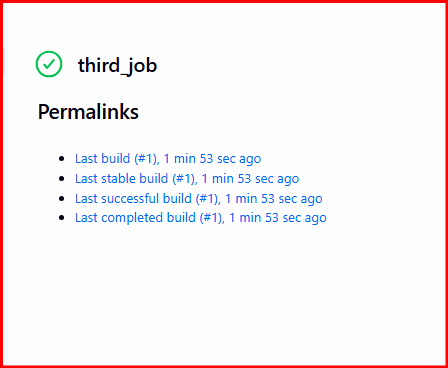 third_job
Permalinks
Last build (#1), 1 min 53 sec ago
Last stable build (#1), 1 min 53 sec ago
Last successful build (#1), 1 min 53 sec ago
Last completed build (#1), 1 min 53 sec ago